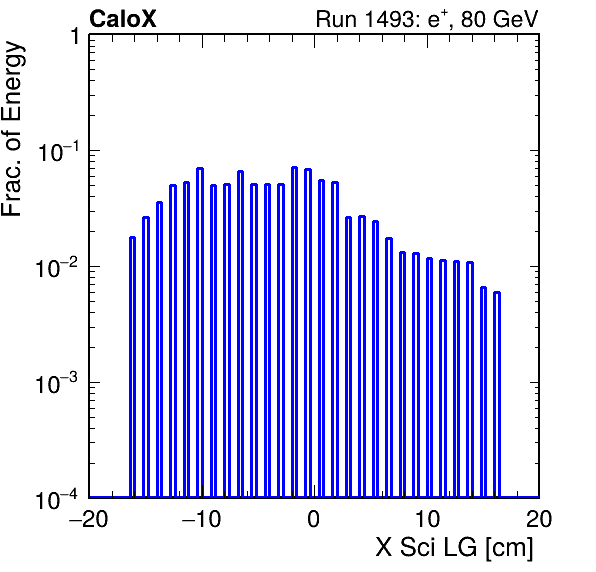 CaloX Run 1493: e⁺, 80 GeV
Frac. of Energy
1
10⁻¹
10⁻²
10⁻³
10⁻⁴
−20 −10 0 10 20
X Sci LG [cm]